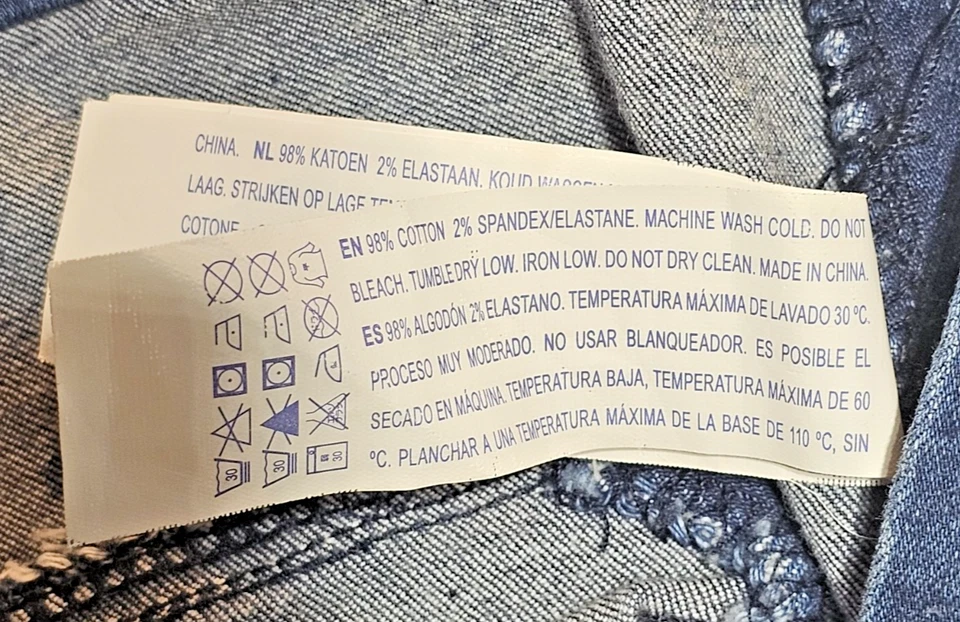 CHINA. NL 98% KATOEN 2% ELASTAAN. KOUD WASSEN
LAAG. STRIJKEN OP LAGE
COTONE
EN 98% COTTON 2% SPANDEX/ELASTANE. MACHINE WASH COLD. DO NOT
BLEACH. TUMBLE DRY LOW. IRON LOW. DO NOT DRY CLEAN. MADE IN CHINA.
ES 98% ALGODÓN 2% ELASTANO. TEMPERATURA MÁXIMA DE LAVADO 30 ºC.
PROCESO MUY MODERADO. NO USAR BLANQUEADOR. ES POSIBLE EL
SECADO EN MÁQUINA. TEMPERATURA BAJA, TEMPERATURA MÁXIMA DE 60
ºC. PLANCHAR A UNA TEMPERATURA MÁXIMA DE LA BASE DE 110 ºC, SIN
30 30 30